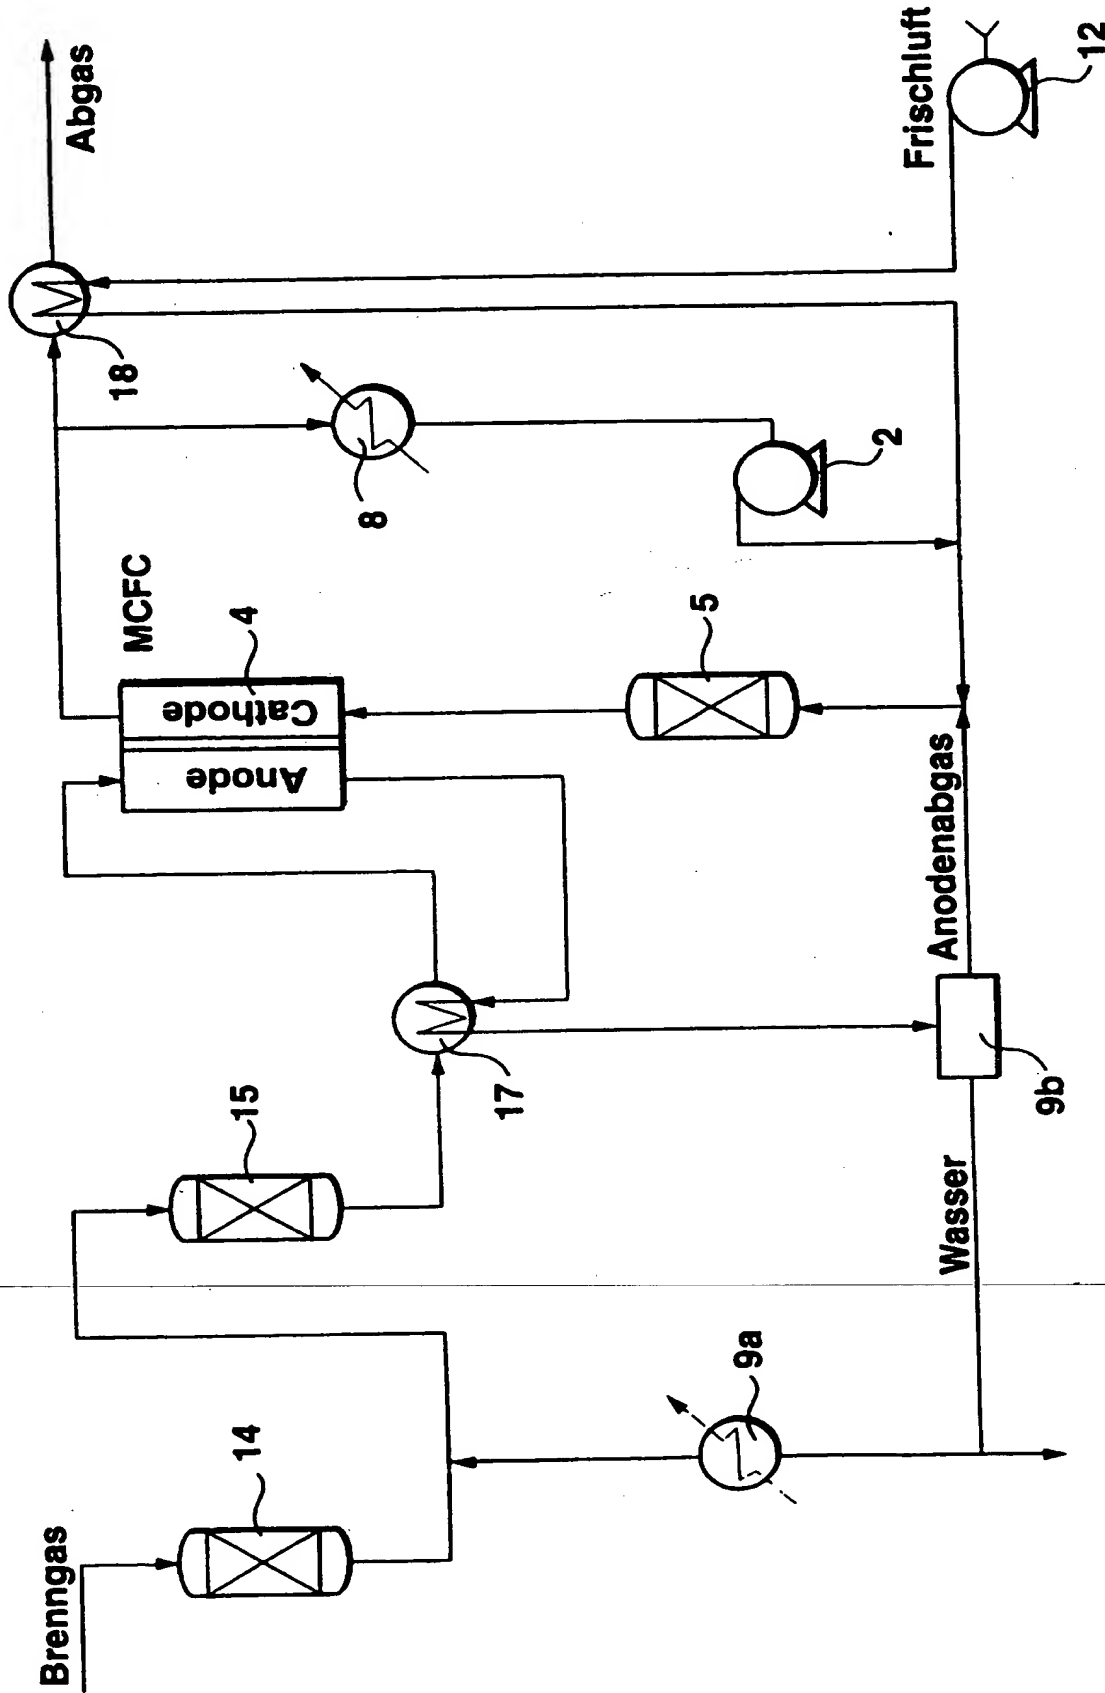 Brenngas
14
15
9a
Wasser
9b
Anodenabgas
17
MCFC
Anode
Cathode
4
5
8
2
18
Abgas
Frischluft
12